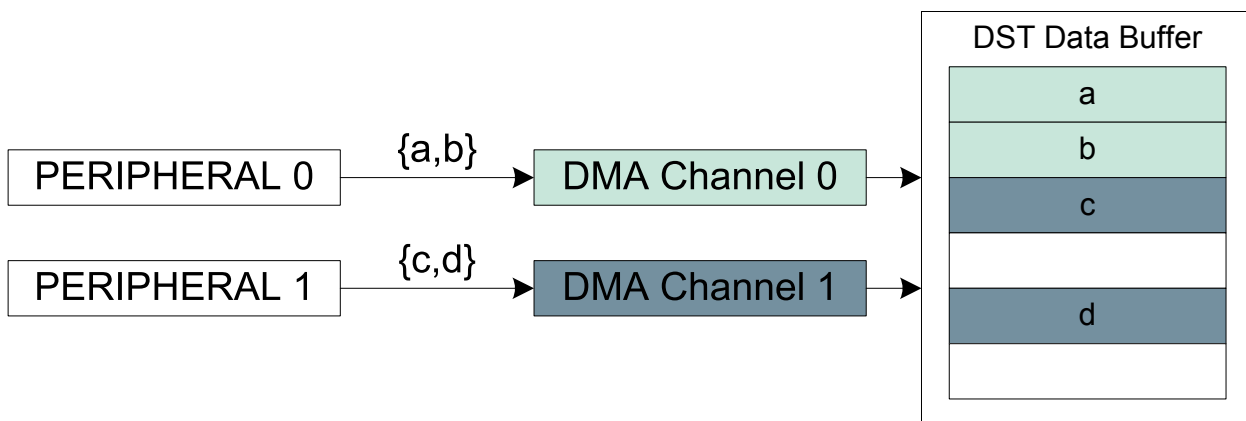 DST Data Buffer
a
b
c
d
{a,b}
PERIPHERAL 0
DMA Channel 0
{c,d}
PERIPHERAL 1
DMA Channel 1